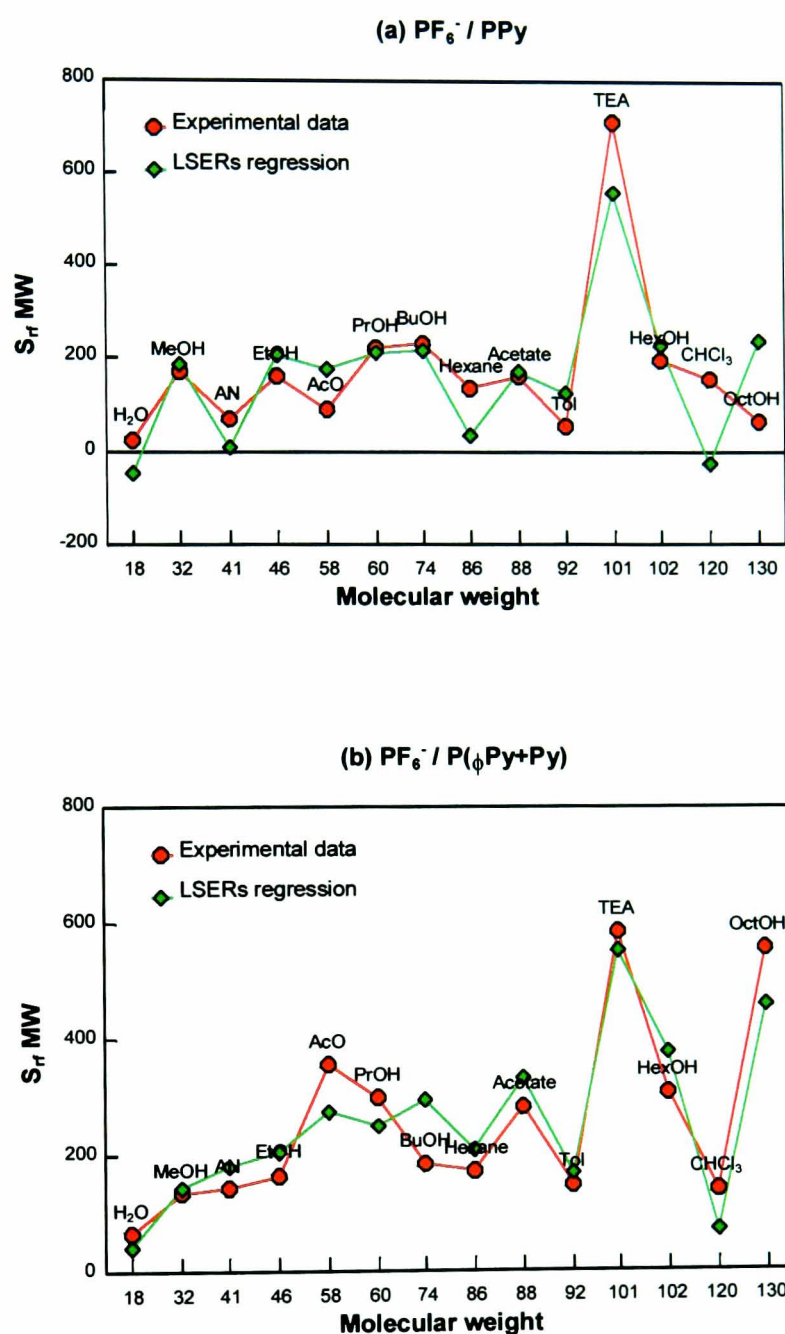 (a) PF₆⁻ / PPy
800
600
400
200
0
-200
S_rf MW
Experimental data
LSERs regression
H₂O
MeOH
AN
EtOH
AcO
PrOH
BuOH
Hexane
Acetate
Tol
TEA
HexOH
CHCl₃
OctOH
18 32 41 46 58 60 74 86 88 92 101 102 120 130
Molecular weight
(b) PF₆⁻ / P(ϕPy+Py)
800
600
400
200
0
S_rf MW
Experimental data
LSERs regression
H₂O
MeOH
AN
EtOH
AcO
PrOH
BuOH
Hexane
Acetate
Tol
TEA
HexOH
CHCl₃
OctOH
18 32 41 46 58 60 74 86 88 92 101 102 120 130
Molecular weight